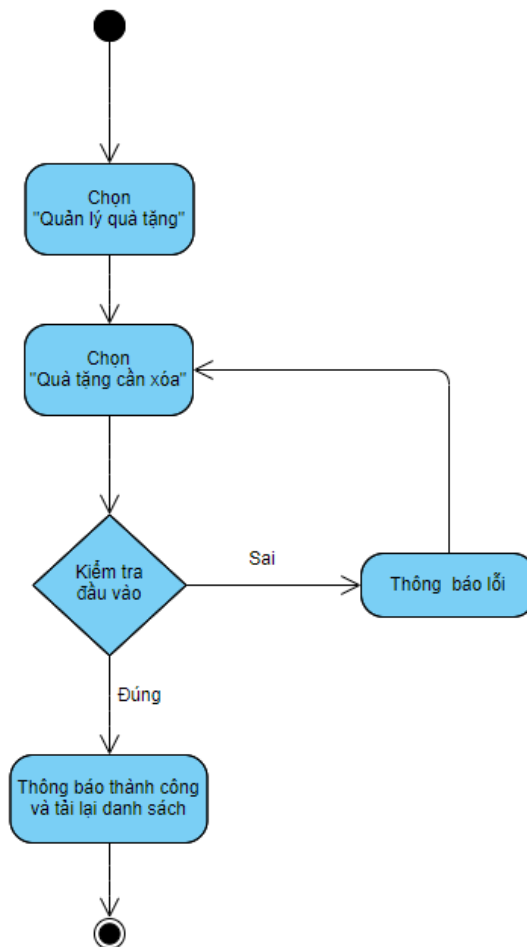 Chọn
"Quản lý quà tặng"
Chọn
"Quà tặng cần xóa"
Kiểm tra
đầu vào
Sai
Thông  báo lỗi
Đúng
Thông báo thành công
và tải lại danh sách